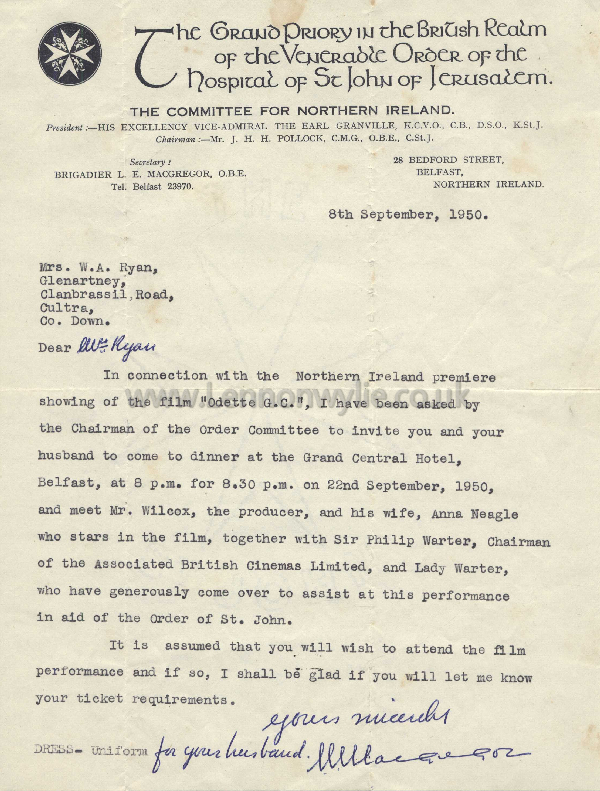 The Grand Priory in the British Realm
of the Venerable Order of the
Hospital of St John of Jerusalem.
THE COMMITTEE FOR NORTHERN IRELAND.
President :—HIS EXCELLENCY VICE-ADMIRAL THE EARL GRANVILLE, K.C.V.O., C.B., D.S.O., K.St.J.
Chairman :—Mr. J. H. H. POLLOCK, C.M.G., O.B.E., C.St.J.
Secretary :
BRIGADIER L. E. MACGREGOR, O.B.E.
Tel. Belfast 23970.
28 BEDFORD STREET,
BELFAST,
NORTHERN IRELAND.
8th September, 1950.
Mrs. W.A. Ryan,
Glenartney,
Clanbrassil Road,
Cultra,
Co. Down.
Dear Mrs Ryan
In connection with the Northern Ireland premiere
showing of the film "Odette G.C.", I have been asked by
www.Lennonwylie.co.uk
the Chairman of the Order Committee to invite you and your
husband to come to dinner at the Grand Central Hotel,
Belfast, at 8 p.m. for 8.30 p.m. on 22nd September, 1950,
and meet Mr. Wilcox, the producer, and his wife, Anna Neagle
who stars in the film, together with Sir Philip Warter, Chairman
of the Associated British Cinemas Limited, and Lady Warter,
who have generously come over to assist at this performance
in aid of the Order of St. John.
It is assumed that you will wish to attend the film
performance and if so, I shall be glad if you will let me know
your ticket requirements.
Yours sincerely
DRESS- Uniform for your husband. MacGregor